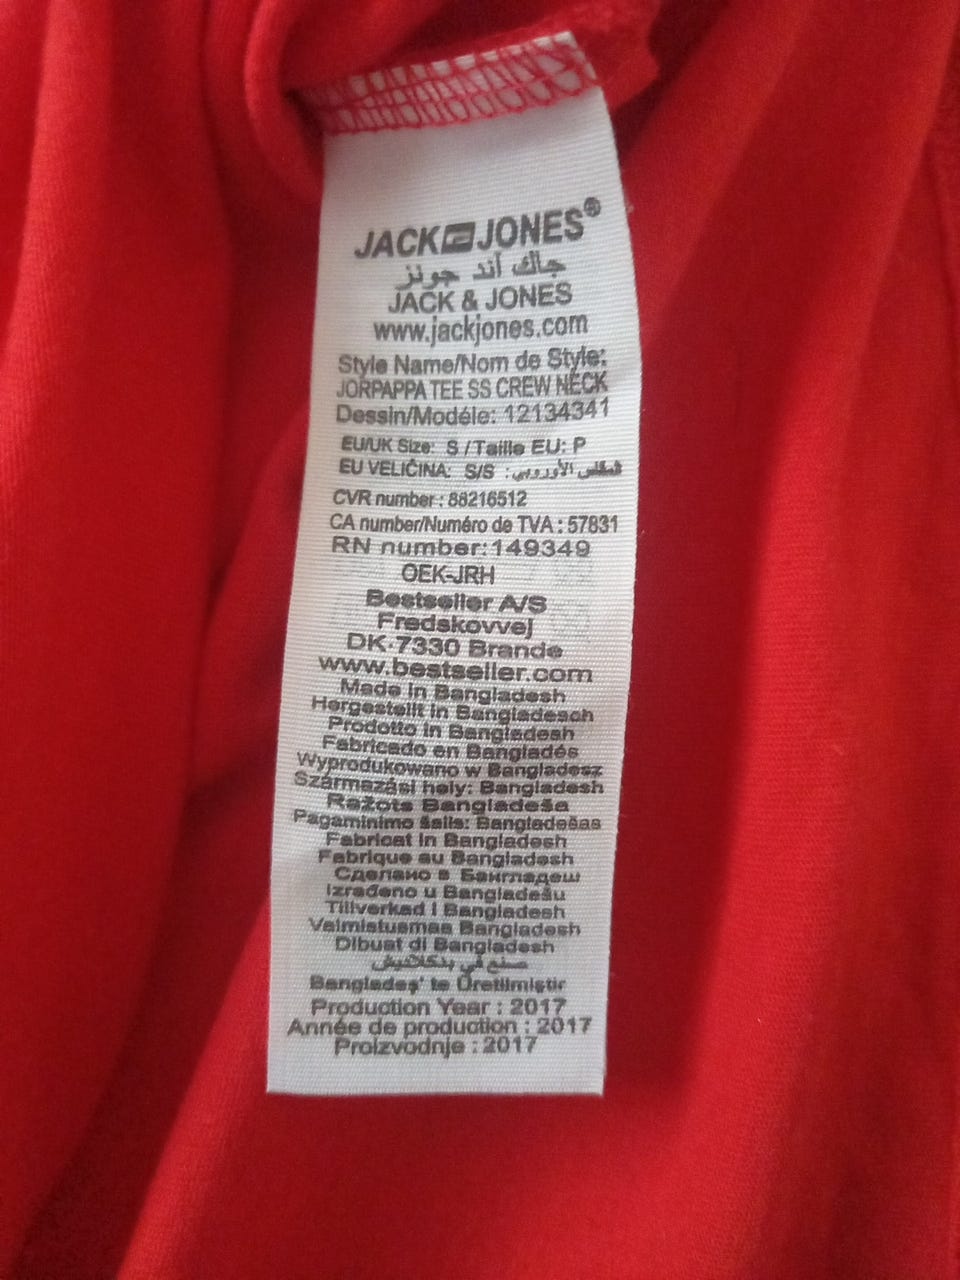 JACK JONES®
جاك آند جونز
JACK & JONES
www.jackjones.com
Style Name/Nom de Style:
JORPAPPA TEE SS CREW NECK
Dessin/Modéle: 12134341
EU/UK Size: S / Taille EU: P
EU VELIČINA: S/S :المقاس الأوروبي
CVR number : 88216512
CA number/Numéro de TVA : 57831
RN number:149349
OEK-JRH
Bestseller A/S
Fredskovvej
DK-7330 Brande
www.bestseller.com
Made in Bangladesh
Hergestellt in Bangladesch
Prodotto in Bangladesh
Fabricado en Bangladés
Wyprodukowano w Bangladesz
Származási hely: Bangladesh
Ražots Bangladeša
Pagaminimo šalis: Bangladešas
Fabricat în Bangladesh
Fabrique au Bangladesh
Сделано в Бангладеш
Izrađeno u Bangladešu
Tillverkad i Bangladesh
Valmistusmaa Bangladesh
Dibuat di Bangladesh
صنع في بنكلاديش
Bangladeş' te Üretilmiştir
Production Year : 2017
Année de production : 2017
Proizvodnje : 2017